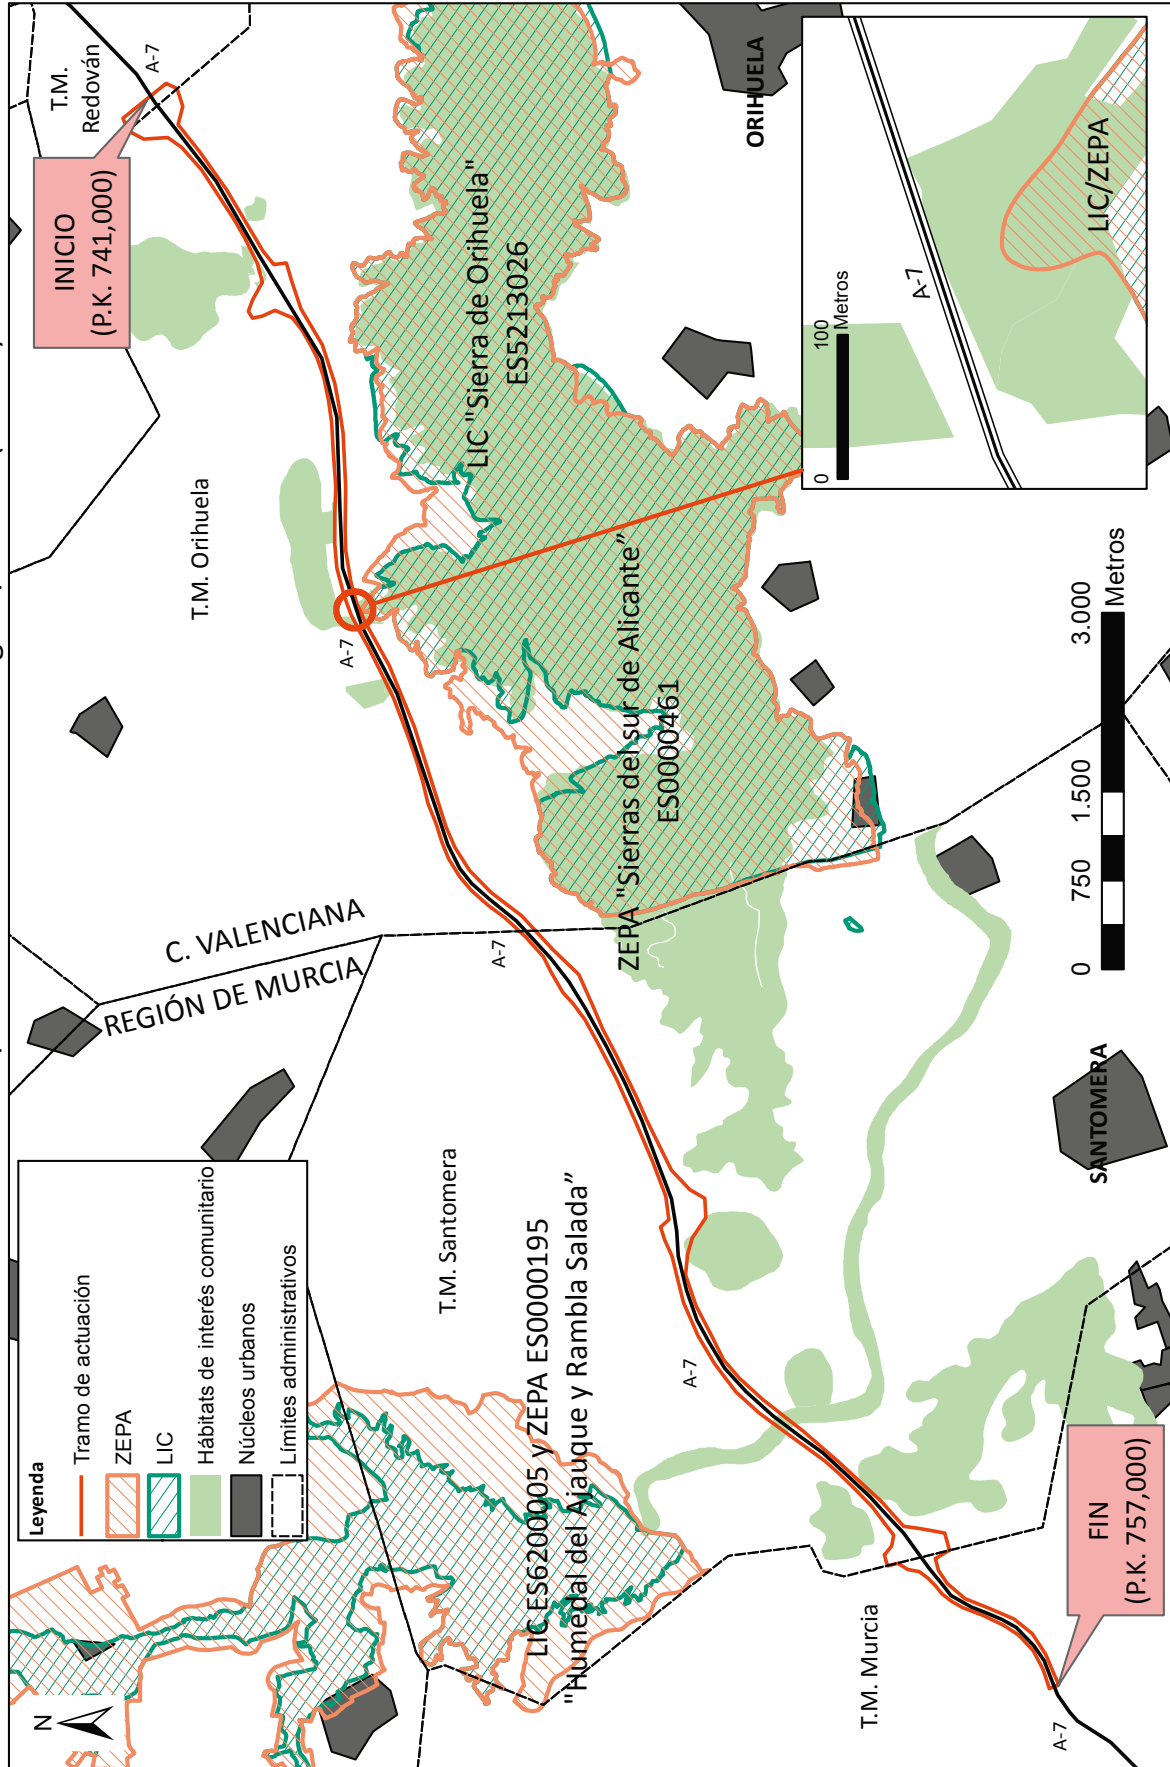 N
Leyenda
Tramo de actuación
ZEPA
LIC
Hábitats de interés comunitario
Núcleos urbanos
Límites administrativos
REGIÓN DE MURCIA
C. VALENCIANA
T.M. Orihuela
INICIO
(P.K. 741,000)
T.M.
Redován
A-7
A-7
A-7
A-7
A-7
T.M. Santomera
LIC ES6200005 y ZEPA ES0000195
"Humedal del Ajauque y Rambla Salada”
LIC "Sierra de Orihuela"
ES5213026
ZEPA "Sierras del sur de Alicante”
ES0000461
ORIHUELA
T.M. Murcia
FIN
(P.K. 757,000)
SANTOMERA
0
750
1.500
3.000
Metros
0
100
Metros
A-7
LIC/ZEPA